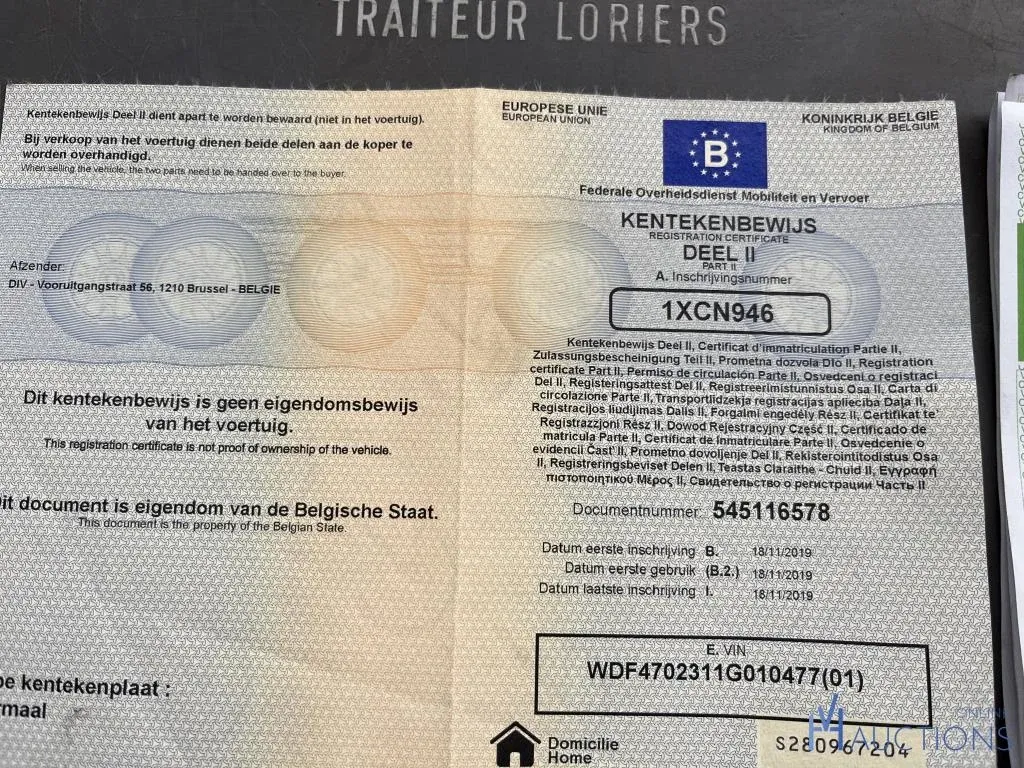 TRAITEUR LORIERS
Kentekenbewijs Deel II dient apart te worden bewaard (niet in het voertuig).
Bij verkoop van het voertuig dienen beide delen aan de koper te
worden overhandigd.
When selling the vehicle, the two parts need to be handed over to the buyer.
Afzender:
DIV - Vooruitgangstraat 56, 1210 Brussel - BELGIE
Dit kentekenbewijs is geen eigendomsbewijs
van het voertuig.
This registration certificate is not proof of ownership of the vehicle.
it document is eigendom van de Belgische Staat.
This document is the property of the Belgian State.
pe kentekenplaat :
rmaal
EUROPESE UNIE
EUROPEAN UNION
KONINKRIJK BELGIE
KINGDOM OF BELGIUM
B
Federale Overheidsdienst Mobiliteit en Vervoer
KENTEKENBEWIJS
REGISTRATION CERTIFICATE
DEEL II
PART II
A. Inschrijvingsnummer
1XCN946
Kentekenbewijs Deel II, Certificat d'immatriculation Partie II,
Zulassungsbescheinigung Teil II, Prometna dozvola Dio II, Registration
certificate Part II, Permiso de circulación Parte II, Osvedceni o registraci
Del II, Registeringsattest Del II, Registreerimistunnistus Osa II, Carta di
circolazione Parte II, Transportlidzekja registracijas aplieciba Daļa II,
Registracijos liudijimas Dalis II, Forgalmi engedély Rész II, Certifikat te'
Registrazzjoni Rész II, Dowod Rejestracyjny Część II, Certificado de
matricula Parte II, Certificat de Inmatriculare Parte II, Osvedcenie o
evidencii Čast' II, Prometno dovoljenje Del II, Rekisterointitodistus Osa
II, Registreringsbeviset Delen II, Teastas Claraithe - Chuid II, Εγγραφή
πιστοποιητικού Μέρος II, Свидетельство о регистрации Часть II
Documentnummer: 545116578
Datum eerste inschrijving B. 18/11/2019
Datum eerste gebruik (B.2.) 18/11/2019
Datum laatste inschrijving I. 18/11/2019
E. VIN
WDF4702311G010477(01)
Domicilie
Home
S280967204
ONLINE
AUCTIONS